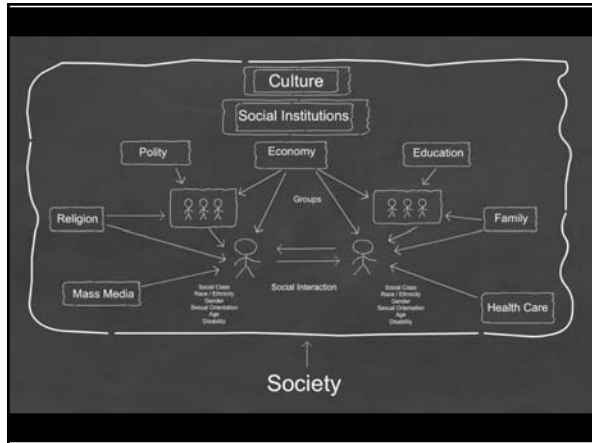 Culture
Social Institutions
Polity
Economy
Education
Groups
Religion
Family
Mass Media
Social Interaction
Health Care
Social Class
Race / Ethnicity
Gender
Sexual Orientation
Age
Disability
Social Class
Race / Ethnicity
Gender
Sexual Orientation
Age
Disability
Society